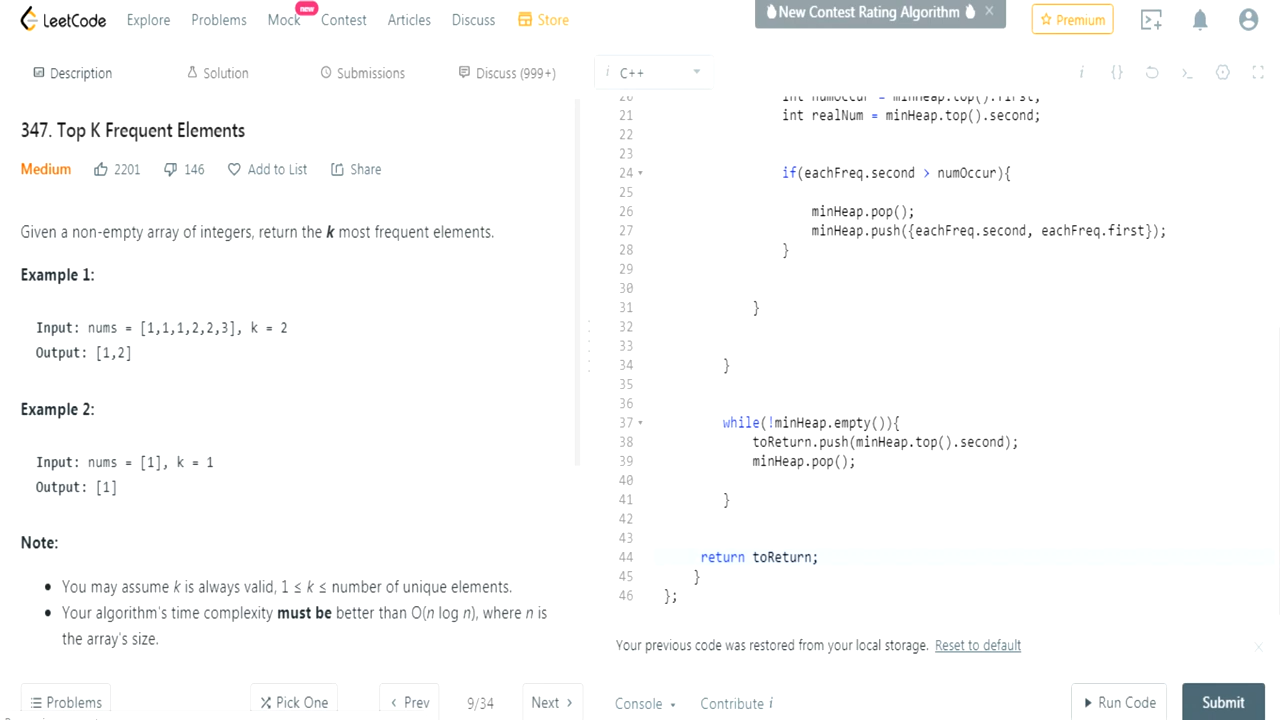 LeetCode Explore Problems Mock new Contest Articles Discuss Store New Contest Rating Algorithm × Premium
Description Solution Submissions Discuss (999+) i C++ i {}
347. Top K Frequent Elements
Medium 2201 146 Add to List Share
Given a non-empty array of integers, return the k most frequent elements.
Example 1:
Input: nums = [1,1,1,2,2,3], k = 2
Output: [1,2]
Example 2:
Input: nums = [1], k = 1
Output: [1]
Note:
• You may assume k is always valid, 1 ≤ k ≤ number of unique elements.
• Your algorithm's time complexity must be better than O(n log n), where n is
the array's size.
Problems Pick One Prev 9/34 Next
20 int numOccur = minHeap.top().first;
21 int realNum = minHeap.top().second;
22
23
24 if(eachFreq.second > numOccur){
25
26 minHeap.pop();
27 minHeap.push({eachFreq.second, eachFreq.first});
28 }
29
30
31 }
32
33
34 }
35
36
37 while(!minHeap.empty()){
38 toReturn.push(minHeap.top().second);
39 minHeap.pop();
40
41 }
42
43
44 return toReturn;
45 }
46 };
Your previous code was restored from your local storage. Reset to default ×
Console Contribute i Run Code Submit